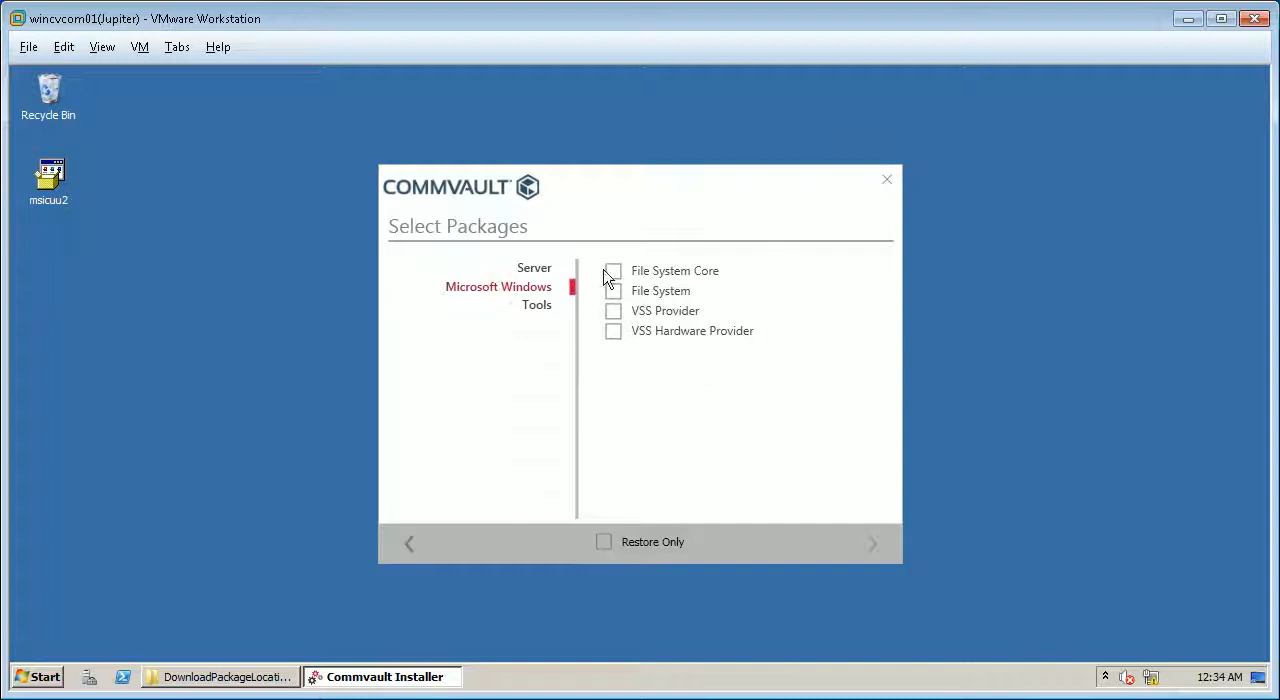 wincvcom01(Jupiter) - VMware Workstation
File Edit View VM Tabs Help
Recycle Bin
msicuu2
COMMVAULT
Select Packages
Server
Microsoft Windows
Tools
File System Core
File System
VSS Provider
VSS Hardware Provider
Restore Only
Start
DownloadPackageLocati...
Commvault Installer
12:34 AM